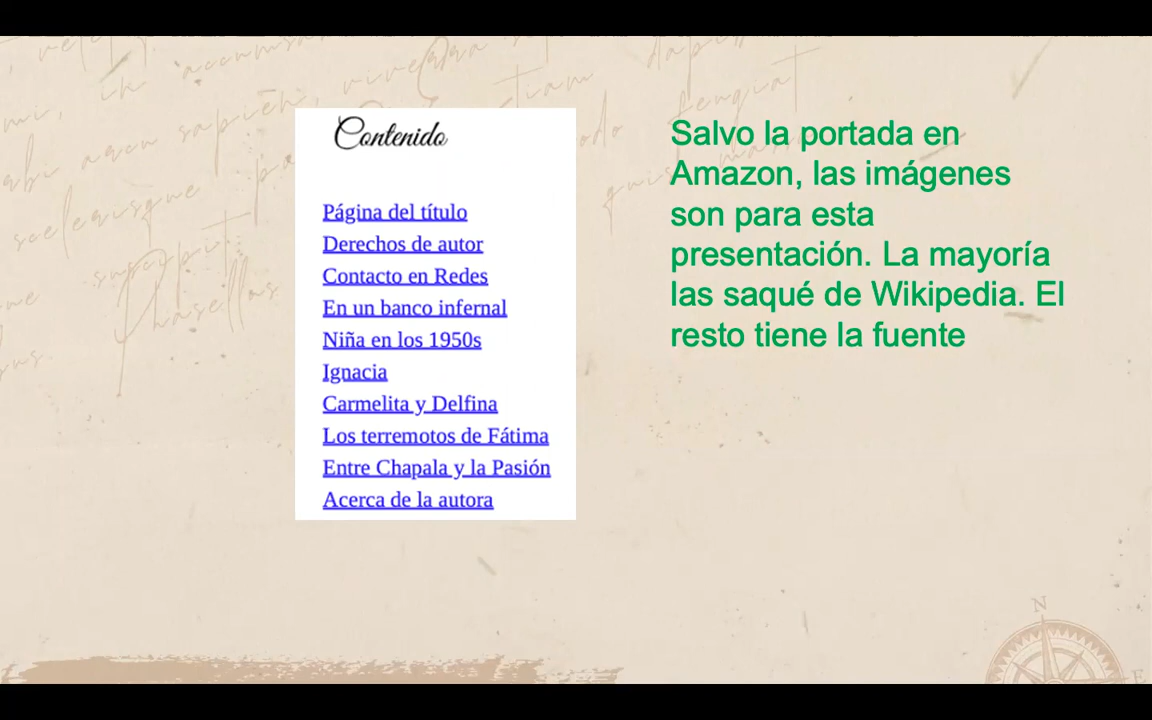 Contenido
Página del título
Derechos de autor
Contacto en Redes
En un banco infernal
Niña en los 1950s
Ignacia
Carmelita y Delfina
Los terremotos de Fátima
Entre Chapala y la Pasión
Acerca de la autora
Salvo la portada en
Amazon, las imágenes
son para esta
presentación. La mayoría
las saqué de Wikipedia. El
resto tiene la fuente
N
E